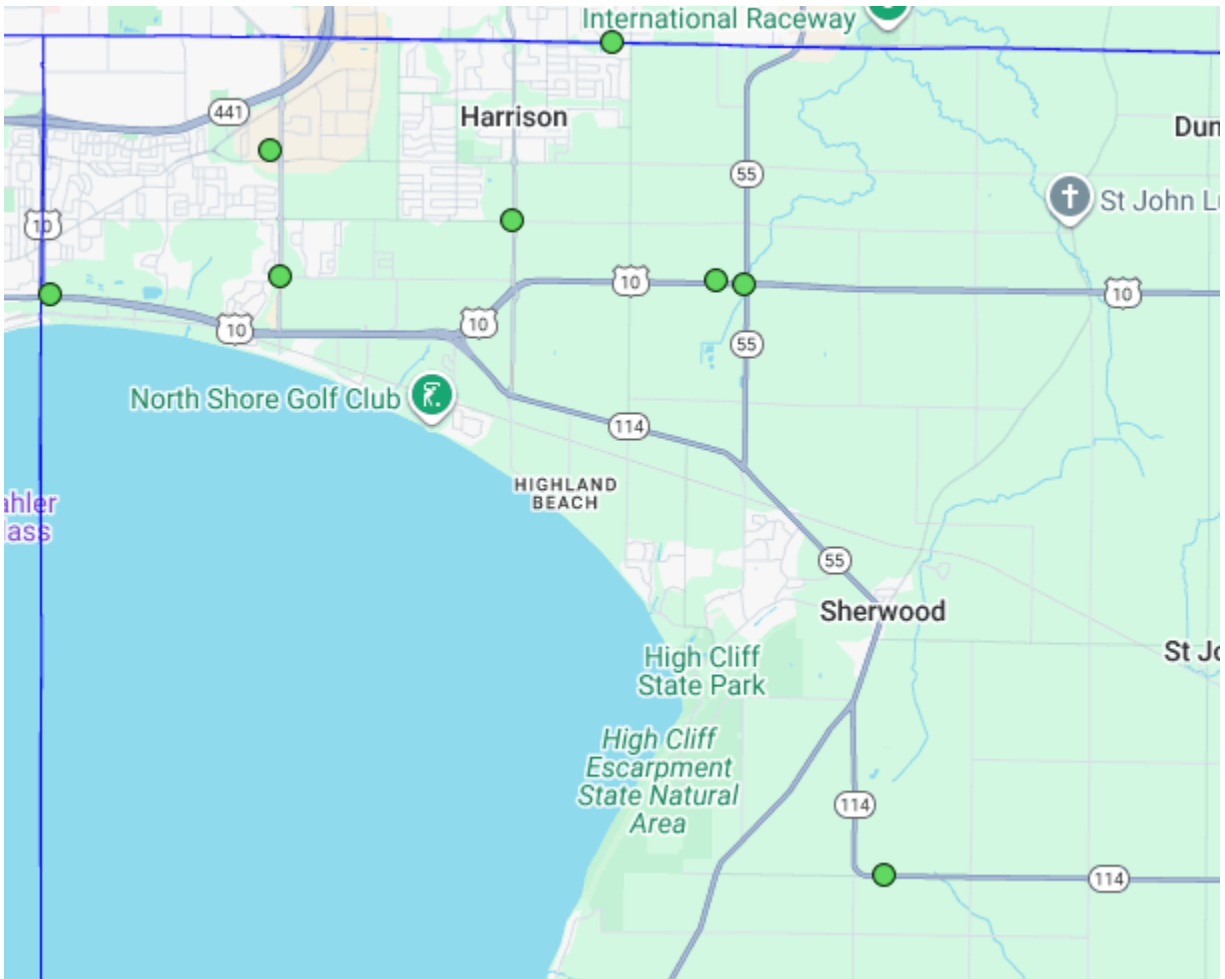 International Raceway
441
Harrison
Dun
55
10
St John Lu
10
10
10
10
55
North Shore Golf Club
114
HIGHLAND
BEACH
ahler
lass
55
Sherwood
High Cliff
State Park
St Jo
High Cliff
Escarpment
State Natural
Area
114
114